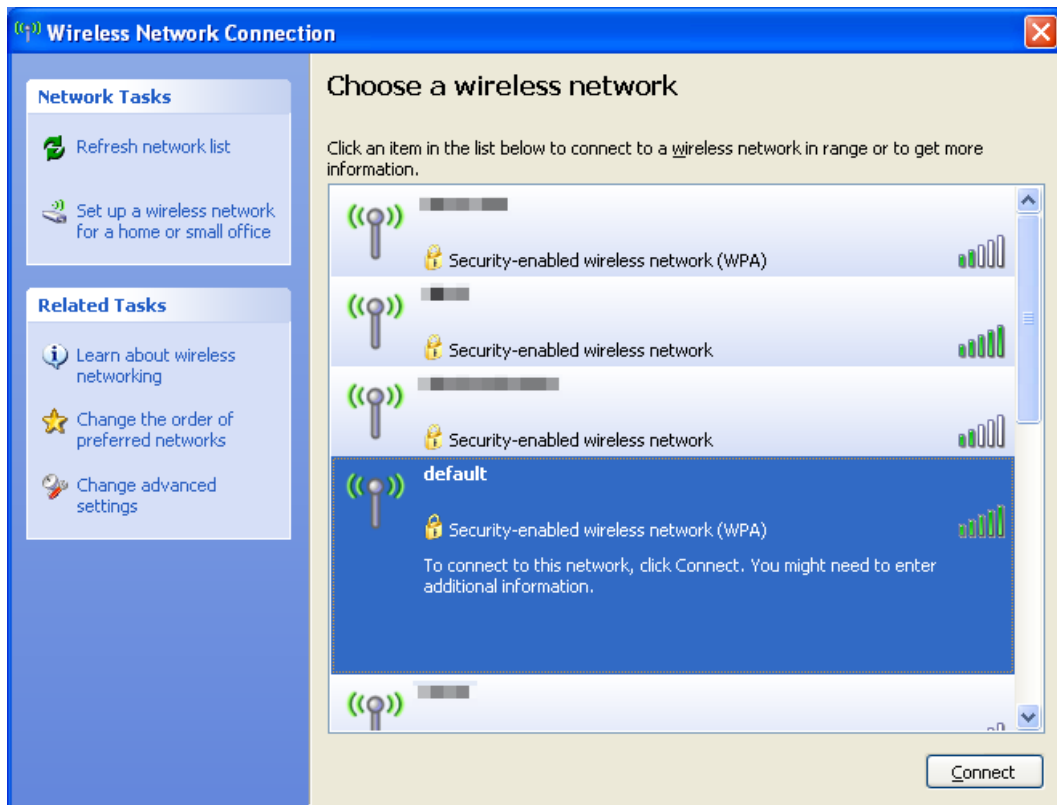 Wireless Network Connection
Network Tasks
Refresh network list
Set up a wireless network
for a home or small office
Related Tasks
Learn about wireless
networking
Change the order of
preferred networks
Change advanced
settings
Choose a wireless network
Click an item in the list below to connect to a wireless network in range or to get more
information.
Security-enabled wireless network (WPA)
Security-enabled wireless network
Security-enabled wireless network
default
Security-enabled wireless network (WPA)
To connect to this network, click Connect. You might need to enter
additional information.
Connect